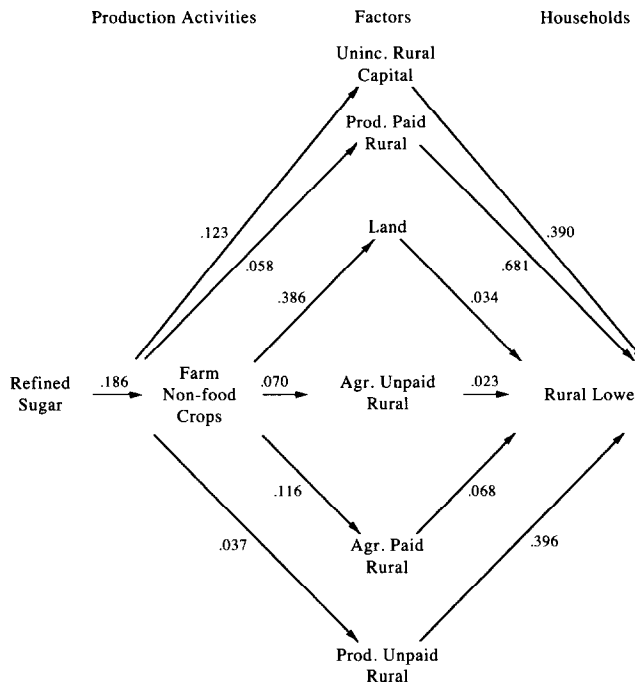 Production Activities Factors Households
Uninc. Rural
Capital
Prod. Paid
Rural
.123
.058
Land
.390
.386
.034
.681
Refined
Sugar
.186
Farm
Non-food
Crops
.070
Agr. Unpaid
Rural
.023
Rural Lowe
.116
.068
.037
Agr. Paid
Rural
.396
Prod. Unpaid
Rural